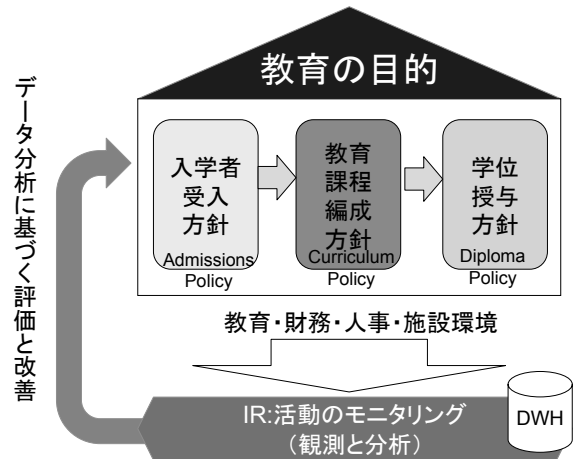 教育の目的
データ分析に基づく評価と改善
入学者
受入
方針
Admissions
Policy
教育
課程
編成
方針
Curriculum
Policy
学位
授与
方針
Diploma
Policy
教育・財務・人事・施設環境
IR:活動のモニタリング
（観測と分析）
DWH